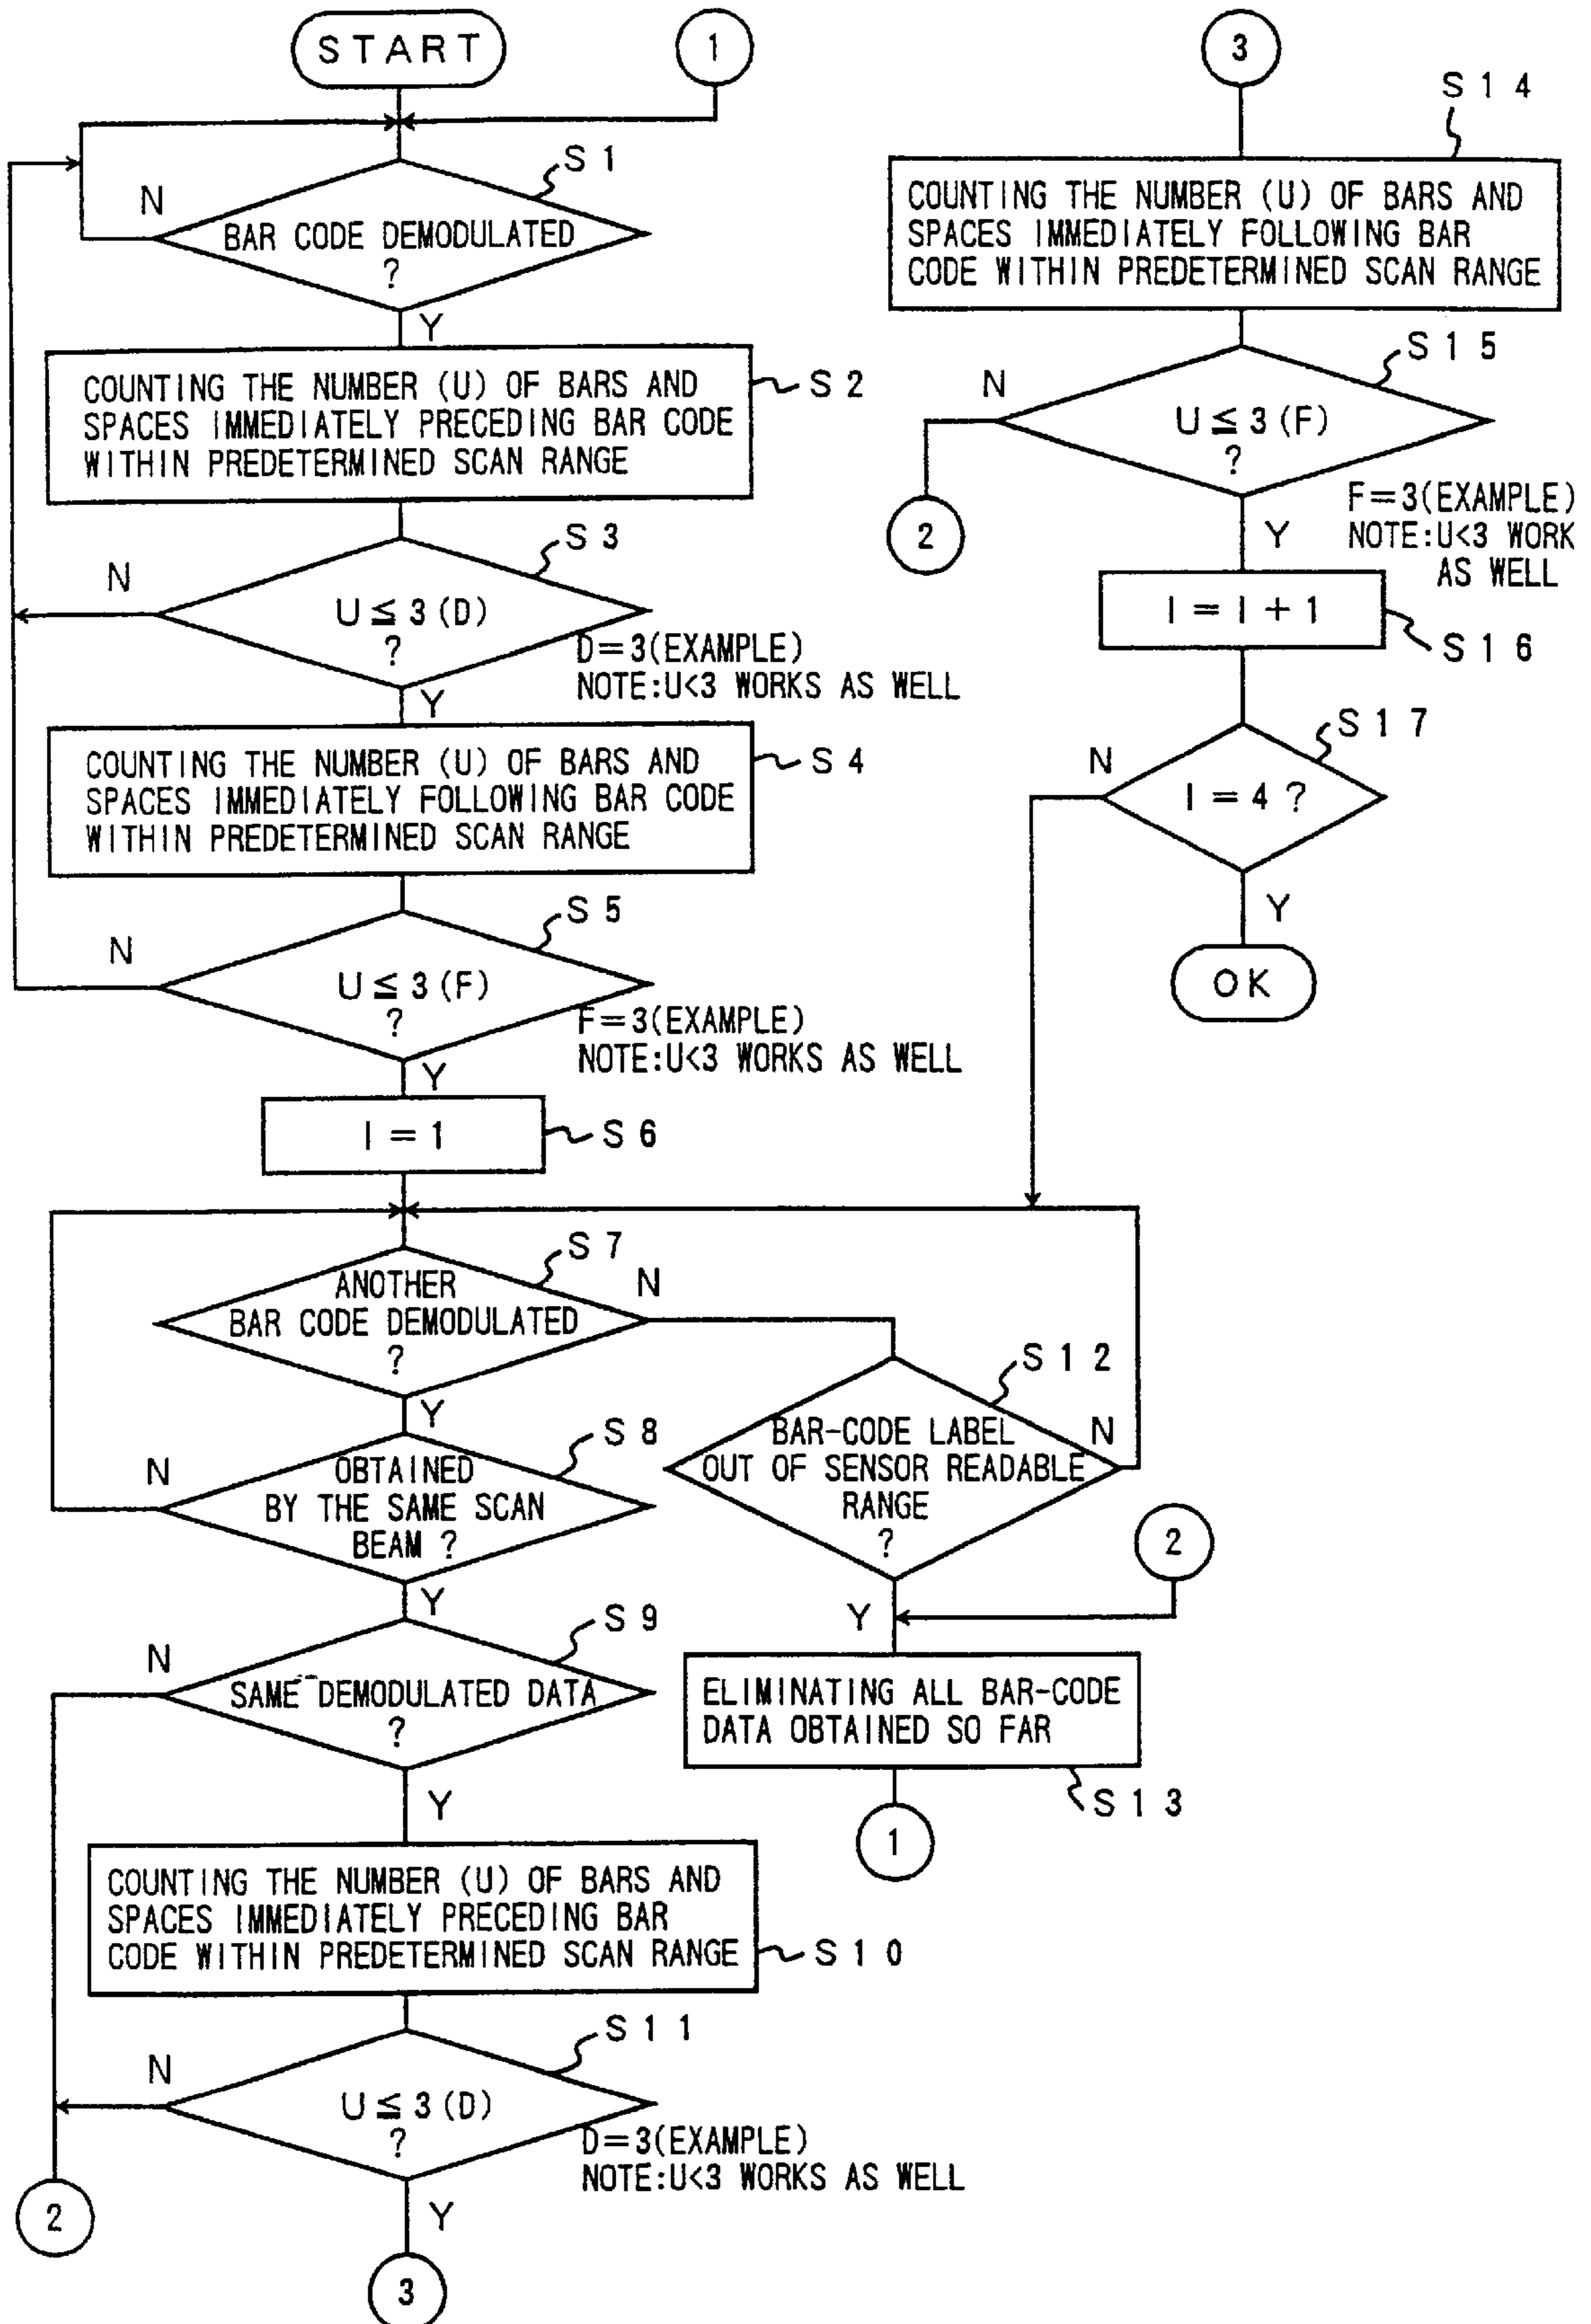 START
1
S1
N
BAR CODE DEMODULATED
?
Y
COUNTING THE NUMBER (U) OF BARS AND
SPACES IMMEDIATELY PRECEDING BAR CODE
WITHIN PREDETERMINED SCAN RANGE
S2
S3
N
U ≦ 3 (D)
?
D=3(EXAMPLE)
NOTE:U<3 WORKS AS WELL
Y
COUNTING THE NUMBER (U) OF BARS AND
SPACES IMMEDIATELY FOLLOWING BAR CODE
WITHIN PREDETERMINED SCAN RANGE
S4
S5
N
U ≦ 3 (F)
?
F=3(EXAMPLE)
NOTE:U<3 WORKS AS WELL
Y
I = 1
S6
S7
ANOTHER
BAR CODE DEMODULATED
?
N
Y
S8
N
OBTAINED
BY THE SAME SCAN
BEAM ?
Y
S9
N
SAME DEMODULATED DATA
?
Y
COUNTING THE NUMBER (U) OF BARS AND
SPACES IMMEDIATELY PRECEDING BAR
CODE WITHIN PREDETERMINED SCAN RANGE
S10
S11
N
U ≦ 3 (D)
?
D=3(EXAMPLE)
NOTE:U<3 WORKS AS WELL
2
Y
3
S12
BAR-CODE LABEL
OUT OF SENSOR READABLE
RANGE
?
N
2
Y
ELIMINATING ALL BAR-CODE
DATA OBTAINED SO FAR
S13
1
3
S14
COUNTING THE NUMBER (U) OF BARS AND
SPACES IMMEDIATELY FOLLOWING BAR
CODE WITHIN PREDETERMINED SCAN RANGE
S15
N
U ≦ 3 (F)
?
2
F=3(EXAMPLE)
NOTE:U<3 WORK
AS WELL
Y
I = I + 1
S16
S17
N
I = 4 ?
Y
OK